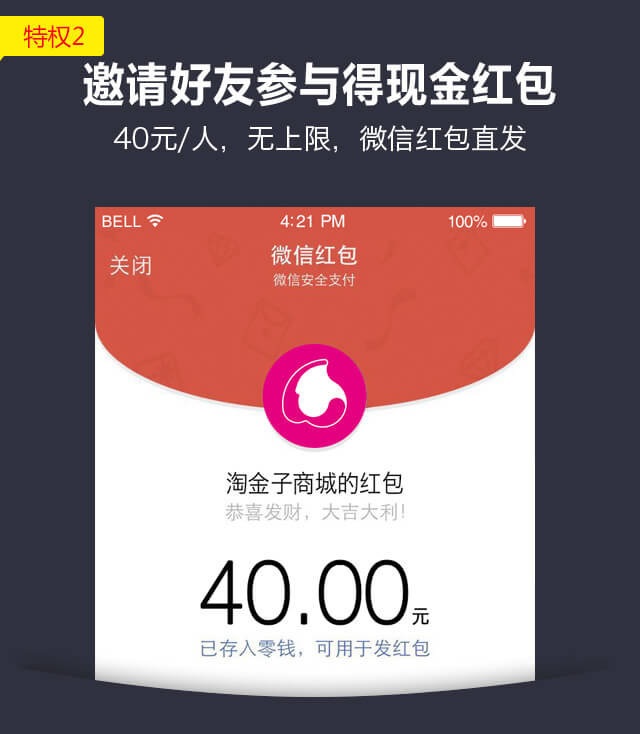 特权2
邀请好友参与得现金红包
40元/人，无上限，微信红包直发
BELL 4:21 PM 100%
关闭
微信红包
微信安全支付
淘金子商城的红包
恭喜发财，大吉大利！
40.00元
已存入零钱，可用于发红包